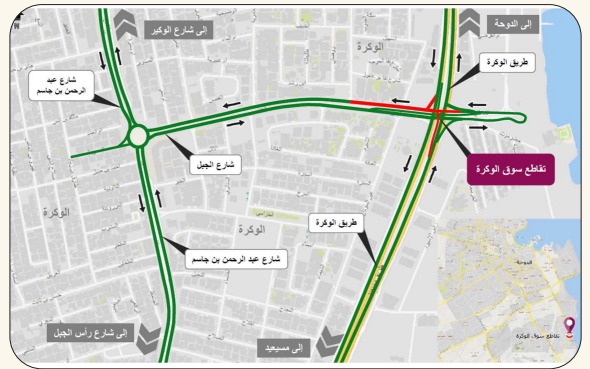 إلى شارع الوكير
إلى الدوحة
الوكرة
طريق الوكرة
شارع عبد
الرحمن بن جاسم
شارع الجبل
تقاطع سوق الوكرة
الوكرة
الوكرة
طريق الوكرة
شارع عبد الرحمن بن جاسم
الدوحة
تقاطع سوق الوكرة
إلى شارع رأس الجبل
إلى مسيعيد